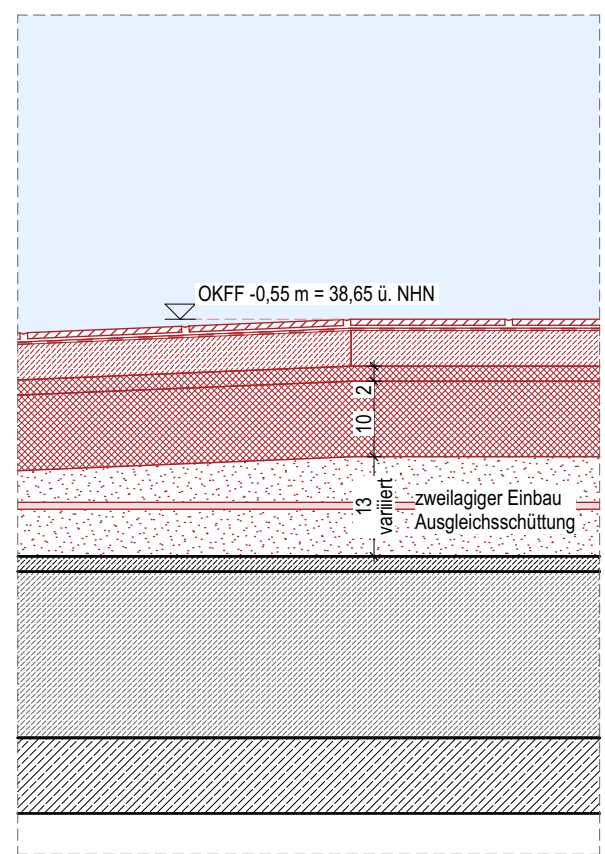 OKFF -0,55 m = 38,65 ü. NHN
2
10
13
variiert
zweilagiger Einbau
Ausgleichsschüttung